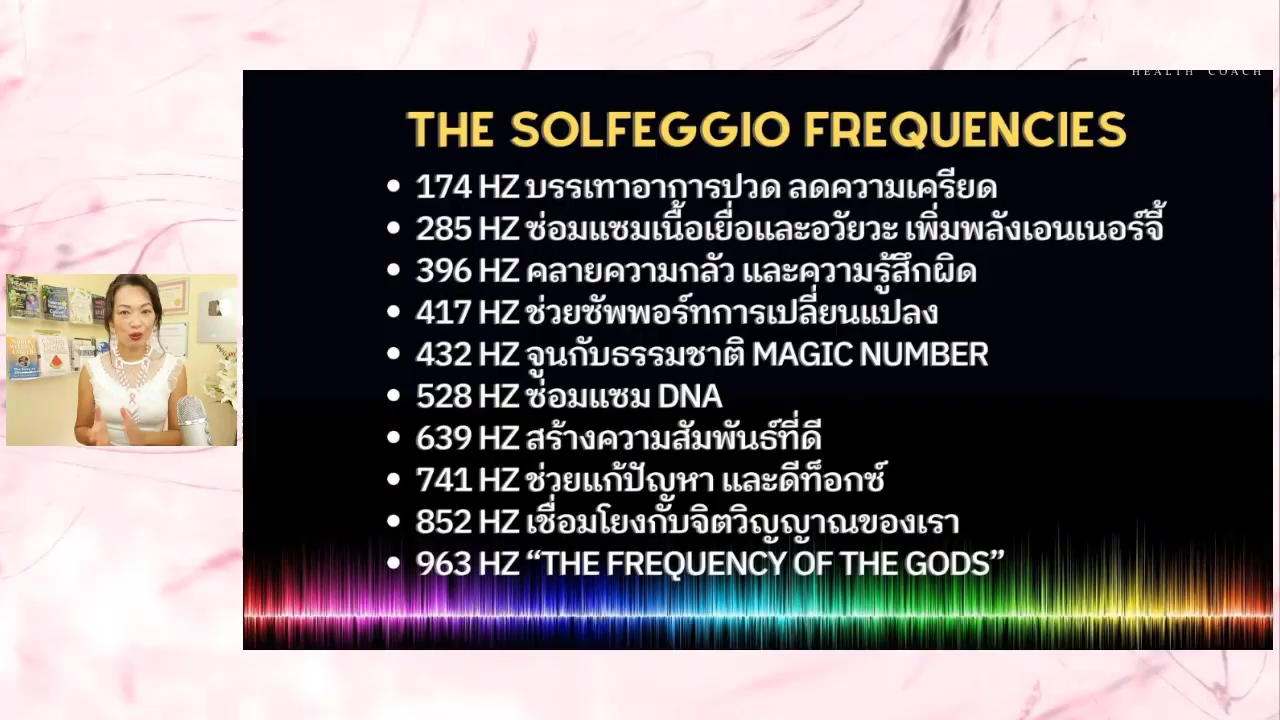 HEALTH COACH
THE SOLFEGGIO FREQUENCIES
• 174 HZ บรรเทาอาการปวด ลดความเครียด
• 285 HZ ซ่อมแซมเนื้อเยื่อและอวัยวะ เพิ่มพลังเอนเนอร์จี้
• 396 HZ คลายความกลัว และความรู้สึกผิด
• 417 HZ ช่วยซัพพอร์ทการเปลี่ยนแปลง
• 432 HZ จูนกับธรรมชาติ MAGIC NUMBER
• 528 HZ ซ่อมแซม DNA
• 639 HZ สร้างความสัมพันธ์ที่ดี
• 741 HZ ช่วยแก้ปัญหา และดีท็อกซ์
• 852 HZ เชื่อมโยงกับจิตวิญญาณของเรา
• 963 HZ “THE FREQUENCY OF THE GODS”